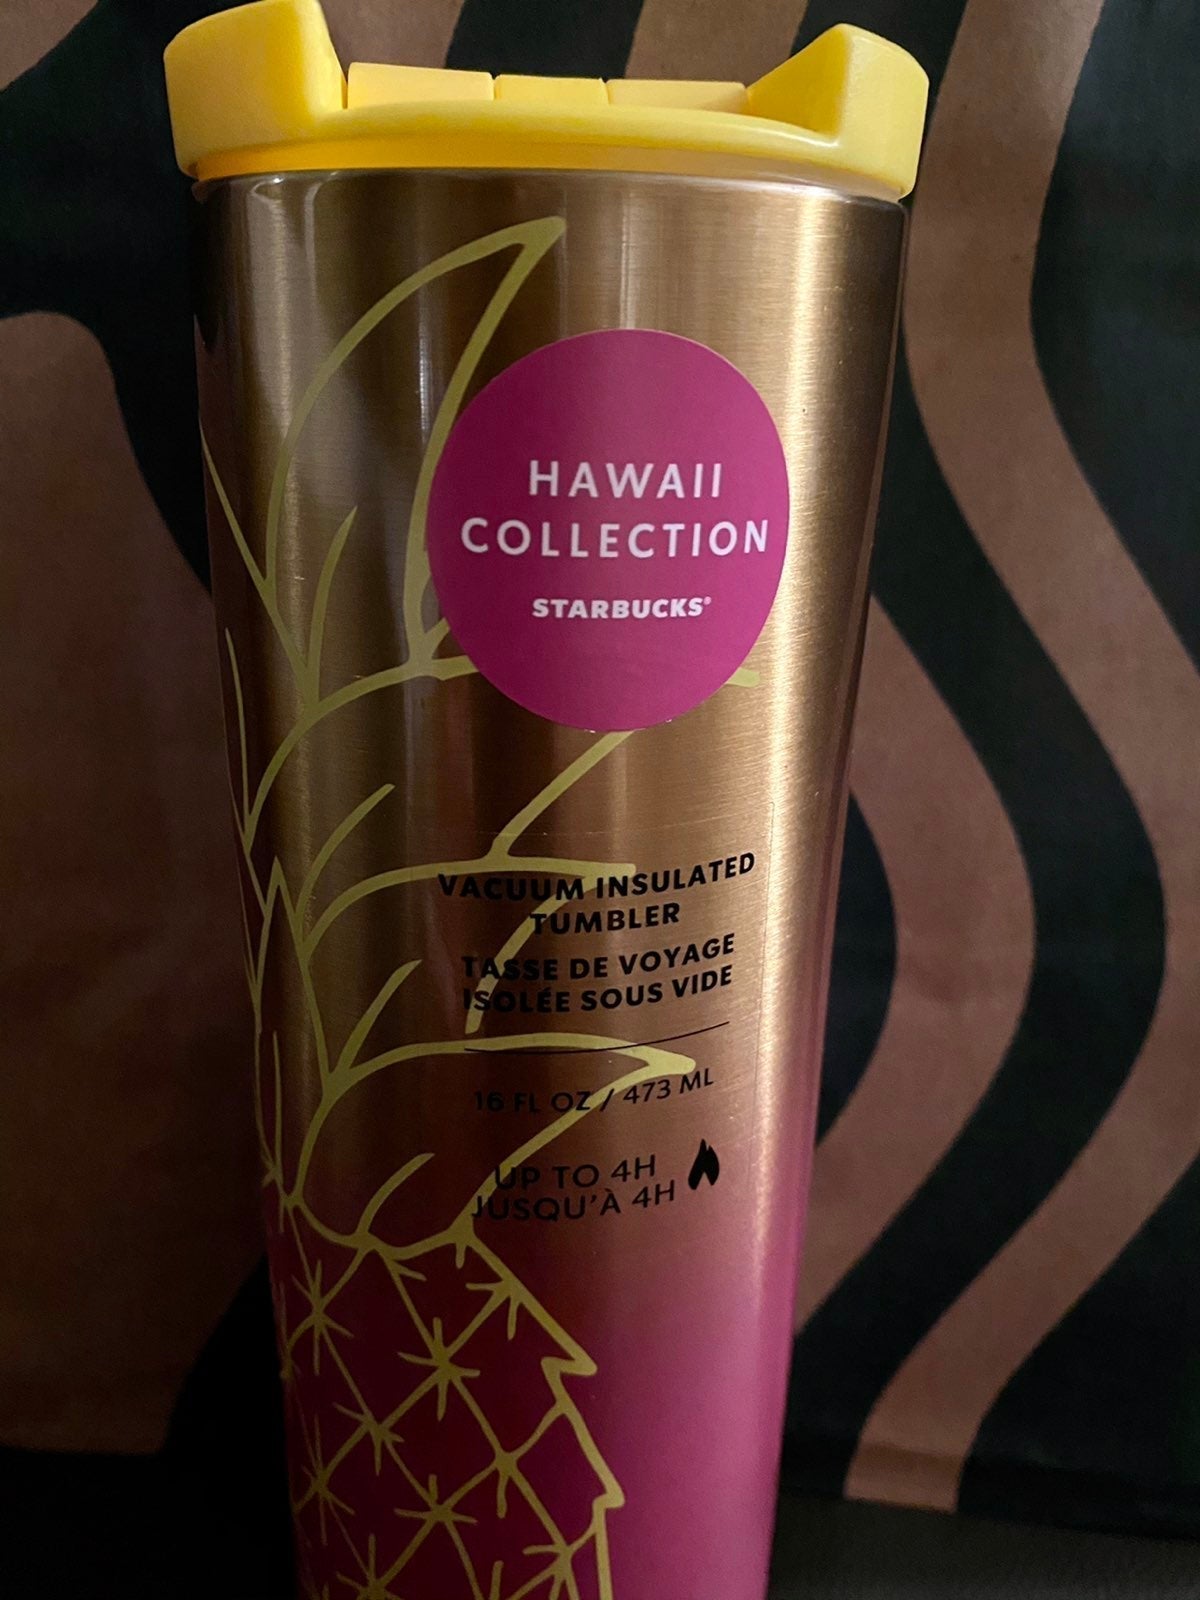 HAWAII
COLLECTION
STARBUCKS®
VACUUM INSULATED
TUMBLER
TASSE DE VOYAGE
ISOLÉE SOUS VIDE
16 FL OZ / 473 ML
UP TO 4H
JUSQU'À 4H